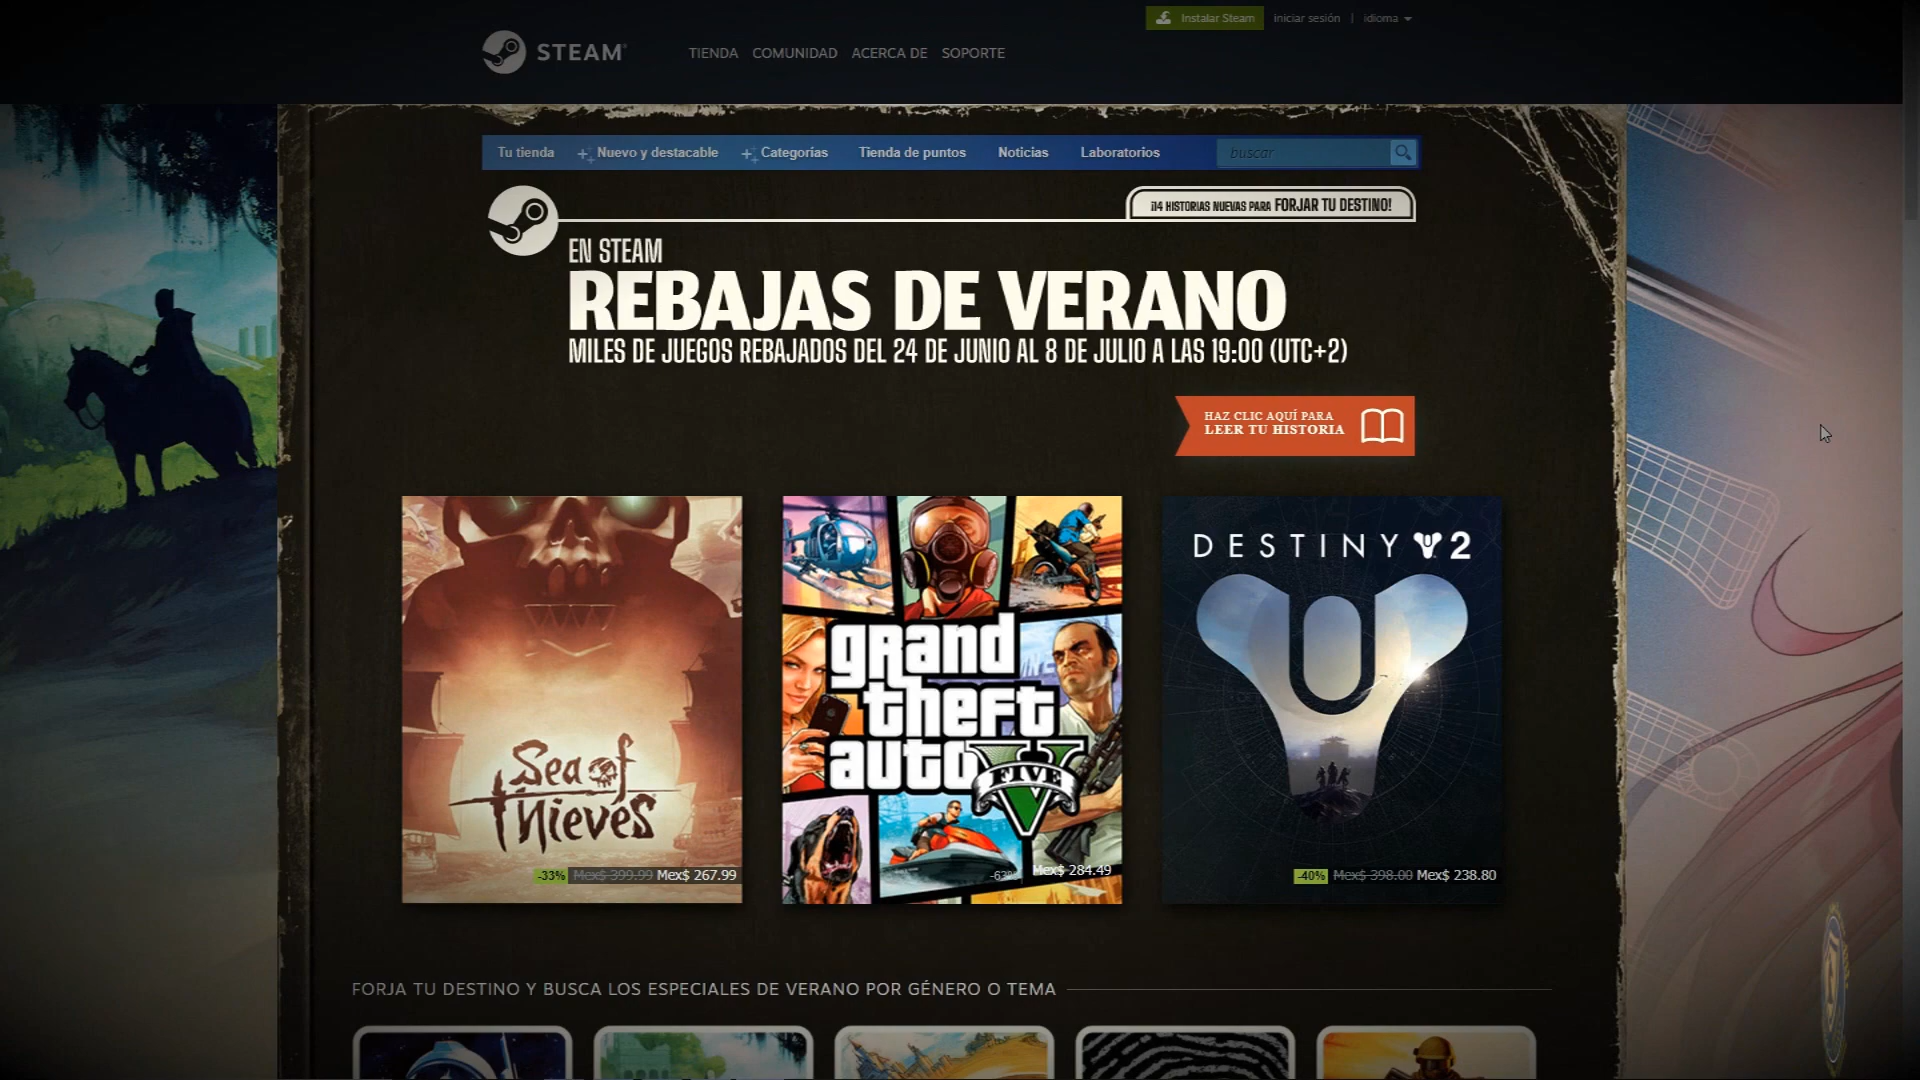 Instalar Steam
iniciar sesión | idioma
STEAM
TIENDA COMUNIDAD ACERCA DE SOPORTE
Tu tienda Nuevo y destacable Categorías Tienda de puntos Noticias Laboratorios buscar
¡14 HISTORIAS NUEVAS PARA FORJAR TU DESTINO!
EN STEAM
REBAJAS DE VERANO
MILES DE JUEGOS REBAJADOS DEL 24 DE JUNIO AL 8 DE JULIO A LAS 19:00 (UTC+2)
HAZ CLIC AQUÍ PARA
LEER TU HISTORIA
Sea of
Thieves
-33% Mex$ 399.99 Mex$ 267.99
grand
theft
auto
FIVE
V
-63% Mex$ 284.49
DESTINY 2
-40% Mex$ 398.00 Mex$ 238.80
FORJA TU DESTINO Y BUSCA LOS ESPECIALES DE VERANO POR GÉNERO O TEMA